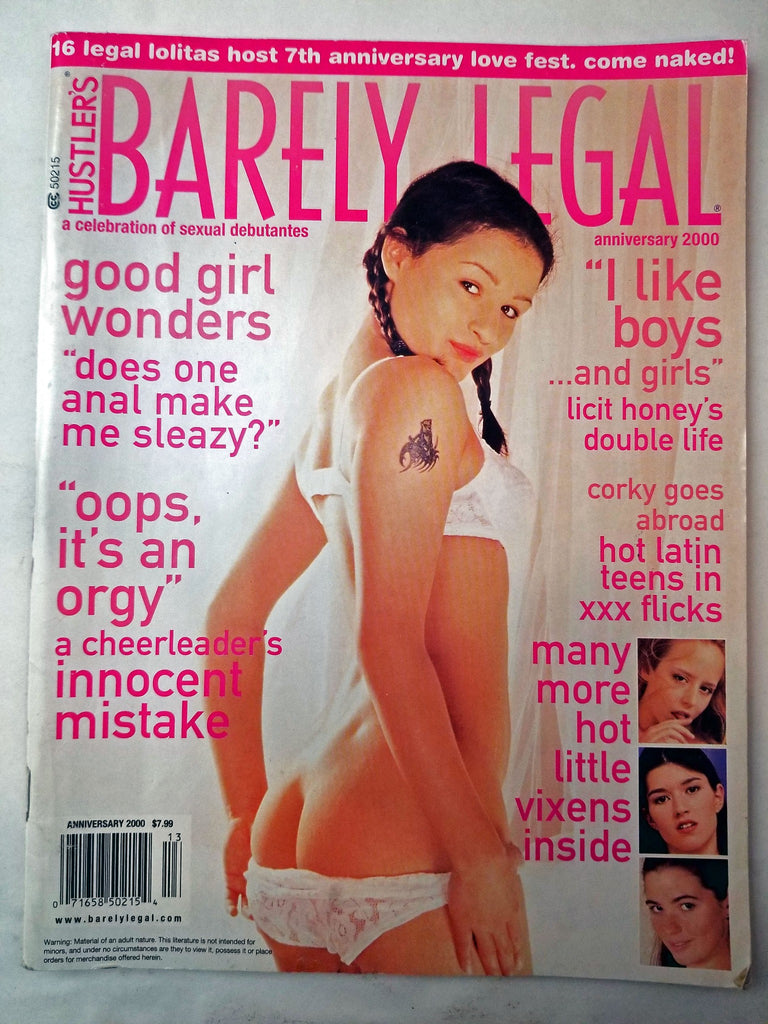 16 legal lolitas host 7th anniversary love fest. come naked!
HUSTLER'S®
BARELY LEGAL®
CC 50215
a celebration of sexual debutantes
anniversary 2000
good girl
wonders
"does one
anal make
me sleazy?"
"oops,
it's an
orgy"
a cheerleader's
innocent
mistake
"I like
boys
...and girls"
licit honey's
double life
corky goes
abroad
hot latin
teens in
xxx flicks
many
more
hot
little
vixens
inside
ANNIVERSARY 2000 $7.99
13
0 71658 50215 4
www.barelylegal.com
Warning: Material of an adult nature. This literature is not intended for
minors, and under no circumstances are they to view it, possess it or place
orders for merchandise offered herein.